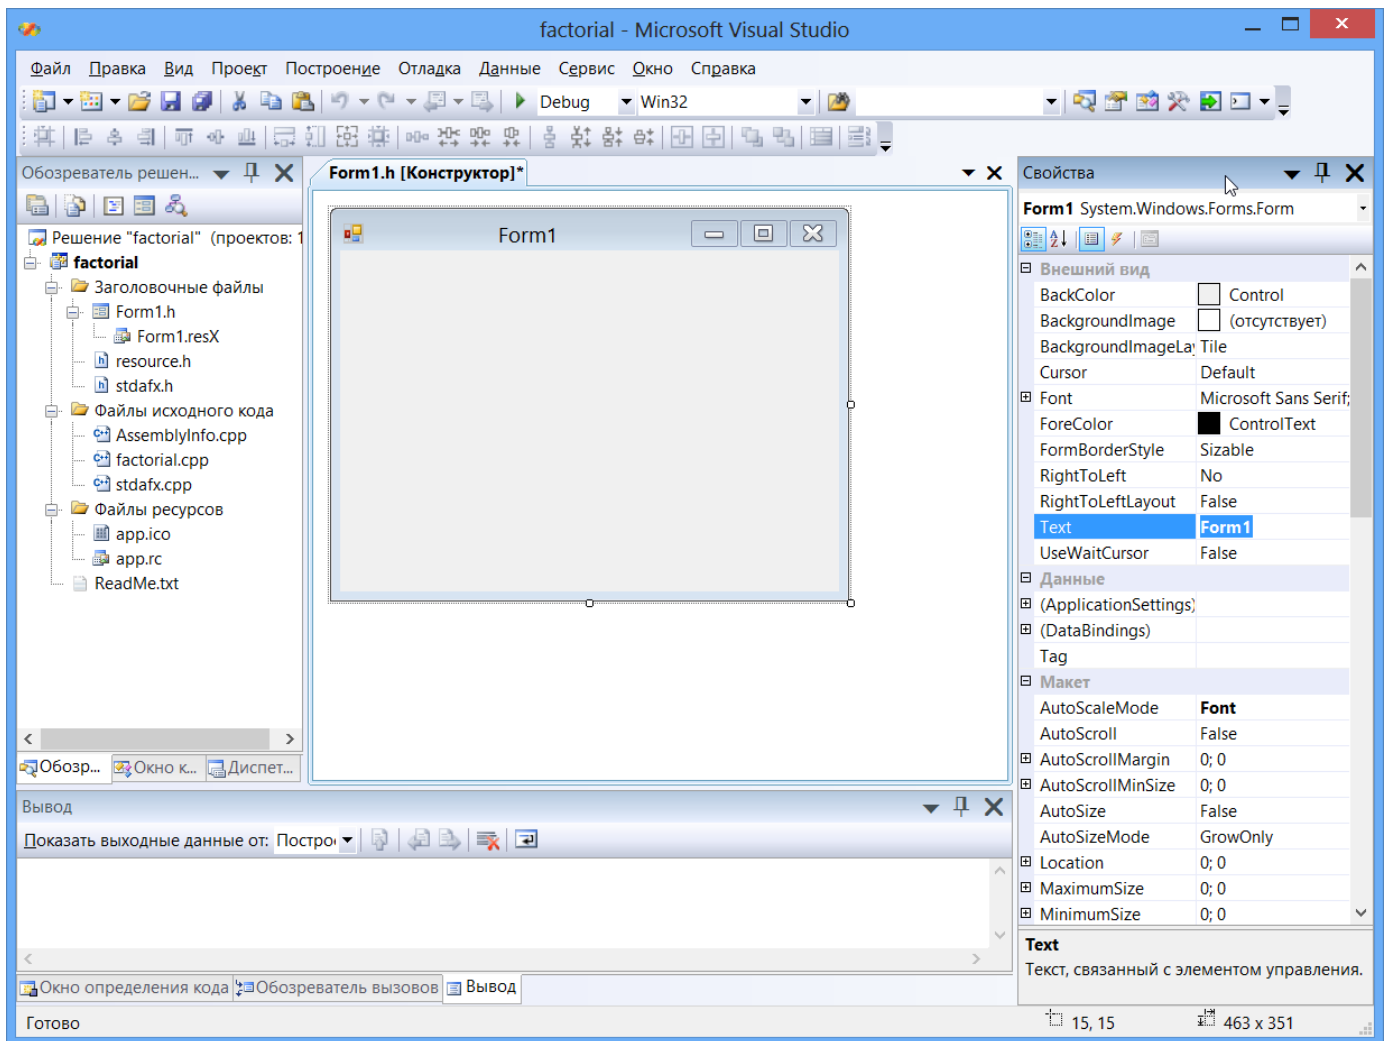 factorial - Microsoft Visual Studio
Файл Правка Вид Проект Построение Отладка Данные Сервис Окно Справка
Debug Win32
Обозреватель решен...
Решение "factorial" (проектов: 1
factorial
Заголовочные файлы
Form1.h
Form1.resX
resource.h
stdafx.h
Файлы исходного кода
AssemblyInfo.cpp
factorial.cpp
stdafx.cpp
Файлы ресурсов
app.ico
app.rc
ReadMe.txt
Обозр... Окно к... Диспет...
Form1.h [Конструктор]*
Form1
Свойства
Form1 System.Windows.Forms.Form
Внешний вид
BackColor Control
BackgroundImage (отсутствует)
BackgroundImageLay Tile
Cursor Default
Font Microsoft Sans Serif;
ForeColor ControlText
FormBorderStyle Sizable
RightToLeft No
RightToLeftLayout False
Text Form1
UseWaitCursor False
Данные
(ApplicationSettings)
(DataBindings)
Tag
Макет
AutoScaleMode Font
AutoScroll False
AutoScrollMargin 0; 0
AutoScrollMinSize 0; 0
AutoSize False
AutoSizeMode GrowOnly
Location 0; 0
MaximumSize 0; 0
MinimumSize 0; 0
Text
Текст, связанный с элементом управления.
Вывод
Показать выходные данные от: Построе
Окно определения кода Обозреватель вызовов Вывод
Готово 15, 15 463 x 351